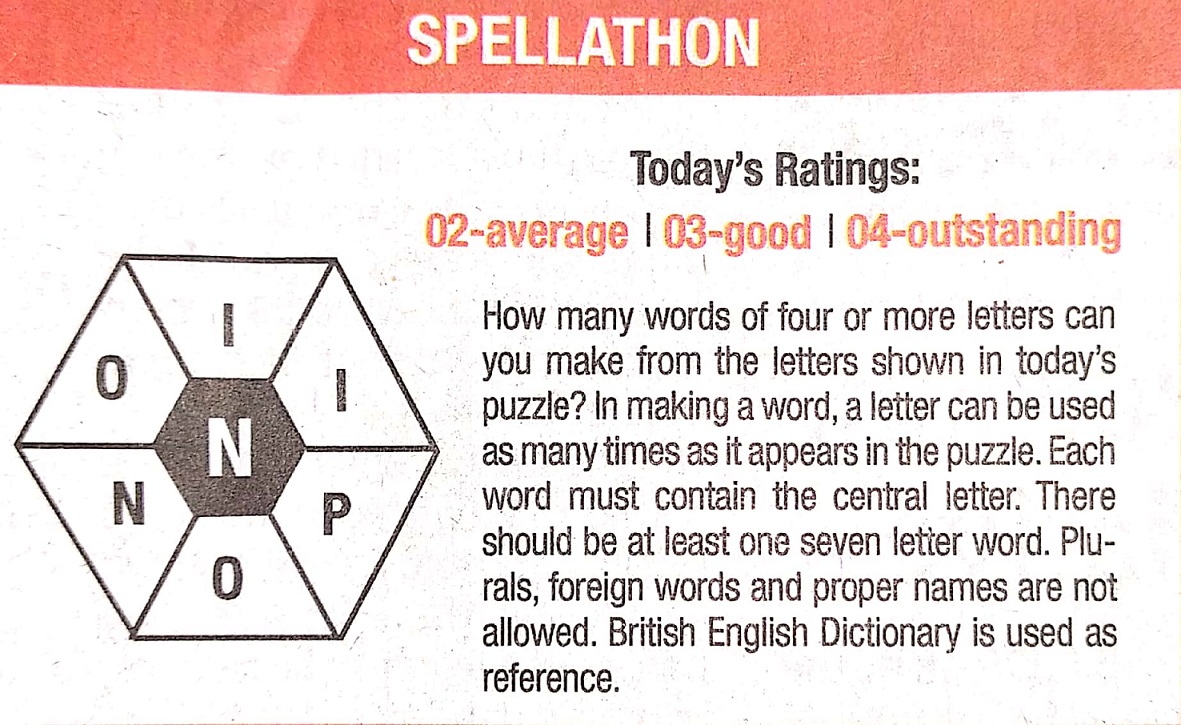 SPELLATHON
Today's Ratings:
02-average | 03-good | 04-outstanding
How many words of four or more letters can
you make from the letters shown in today's
puzzle? In making a word, a letter can be used
as many times as it appears in the puzzle. Each
word must contain the central letter. There
should be at least one seven letter word. Plu-
rals, foreign words and proper names are not
allowed. British English Dictionary is used as
reference.
I
O
I
N
N
P
O